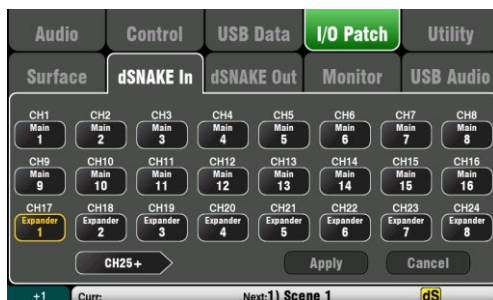 Audio Control USB Data I/O Patch Utility
Surface dSNAKE In dSNAKE Out Monitor USB Audio
CH1 CH2 CH3 CH4 CH5 CH6 CH7 CH8
Main Main Main Main Main Main Main Main
1 2 3 4 5 6 7 8
CH9 CH10 CH11 CH12 CH13 CH14 CH15 CH16
Main Main Main Main Main Main Main Main
9 10 11 12 13 14 15 16
CH17 CH18 CH19 CH20 CH21 CH22 CH23 CH24
Expander Expander Expander Expander Expander Expander Expander Expander
1 2 3 4 5 6 7 8
CH25+ Apply Cancel
+1 Curr: Next:1) Scene 1 dS